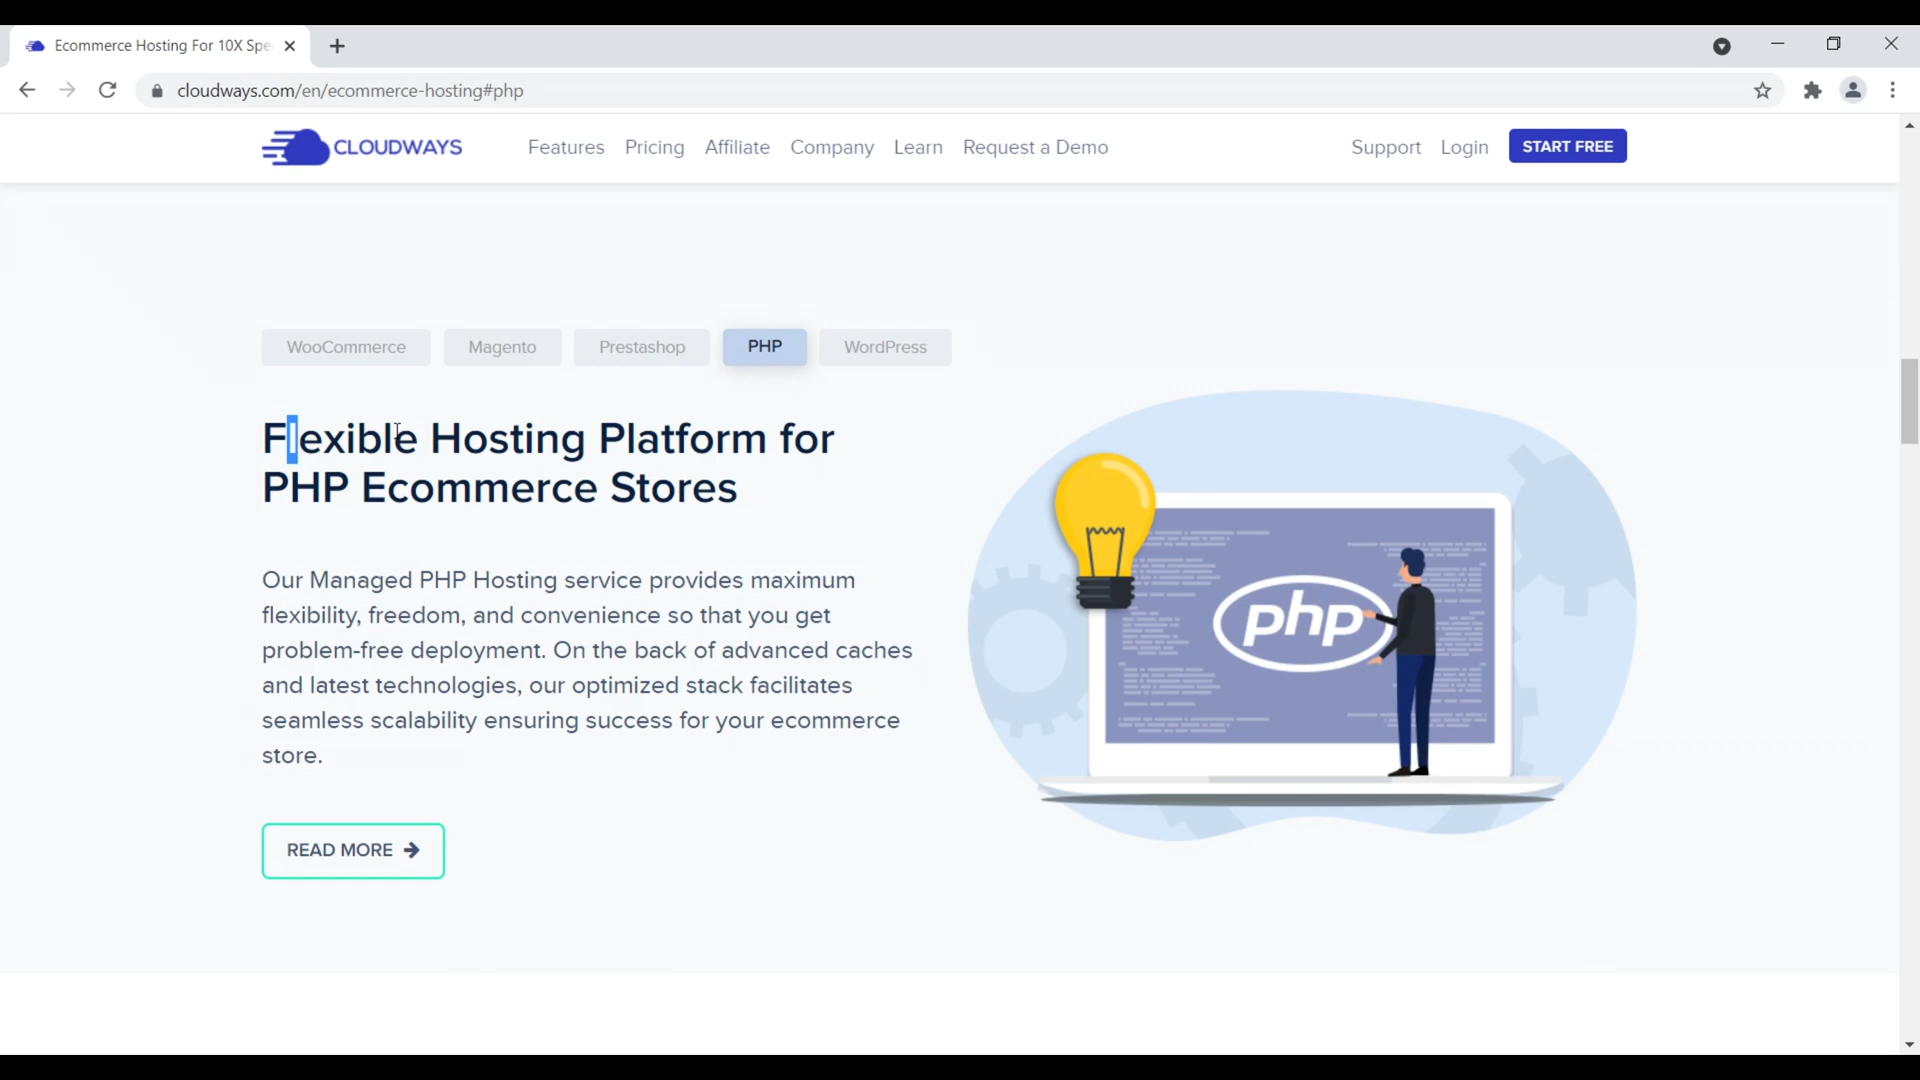 Ecommerce Hosting For 10X Spe
cloudways.com/en/ecommerce-hosting#php
CLOUDWAYS Features Pricing Affiliate Company Learn Request a Demo Support Login START FREE
WooCommerce Magento Prestashop PHP WordPress
Flexible Hosting Platform for
PHP Ecommerce Stores
Our Managed PHP Hosting service provides maximum
flexibility, freedom, and convenience so that you get
problem-free deployment. On the back of advanced caches
and latest technologies, our optimized stack facilitates
seamless scalability ensuring success for your ecommerce
store.
READ MORE
php